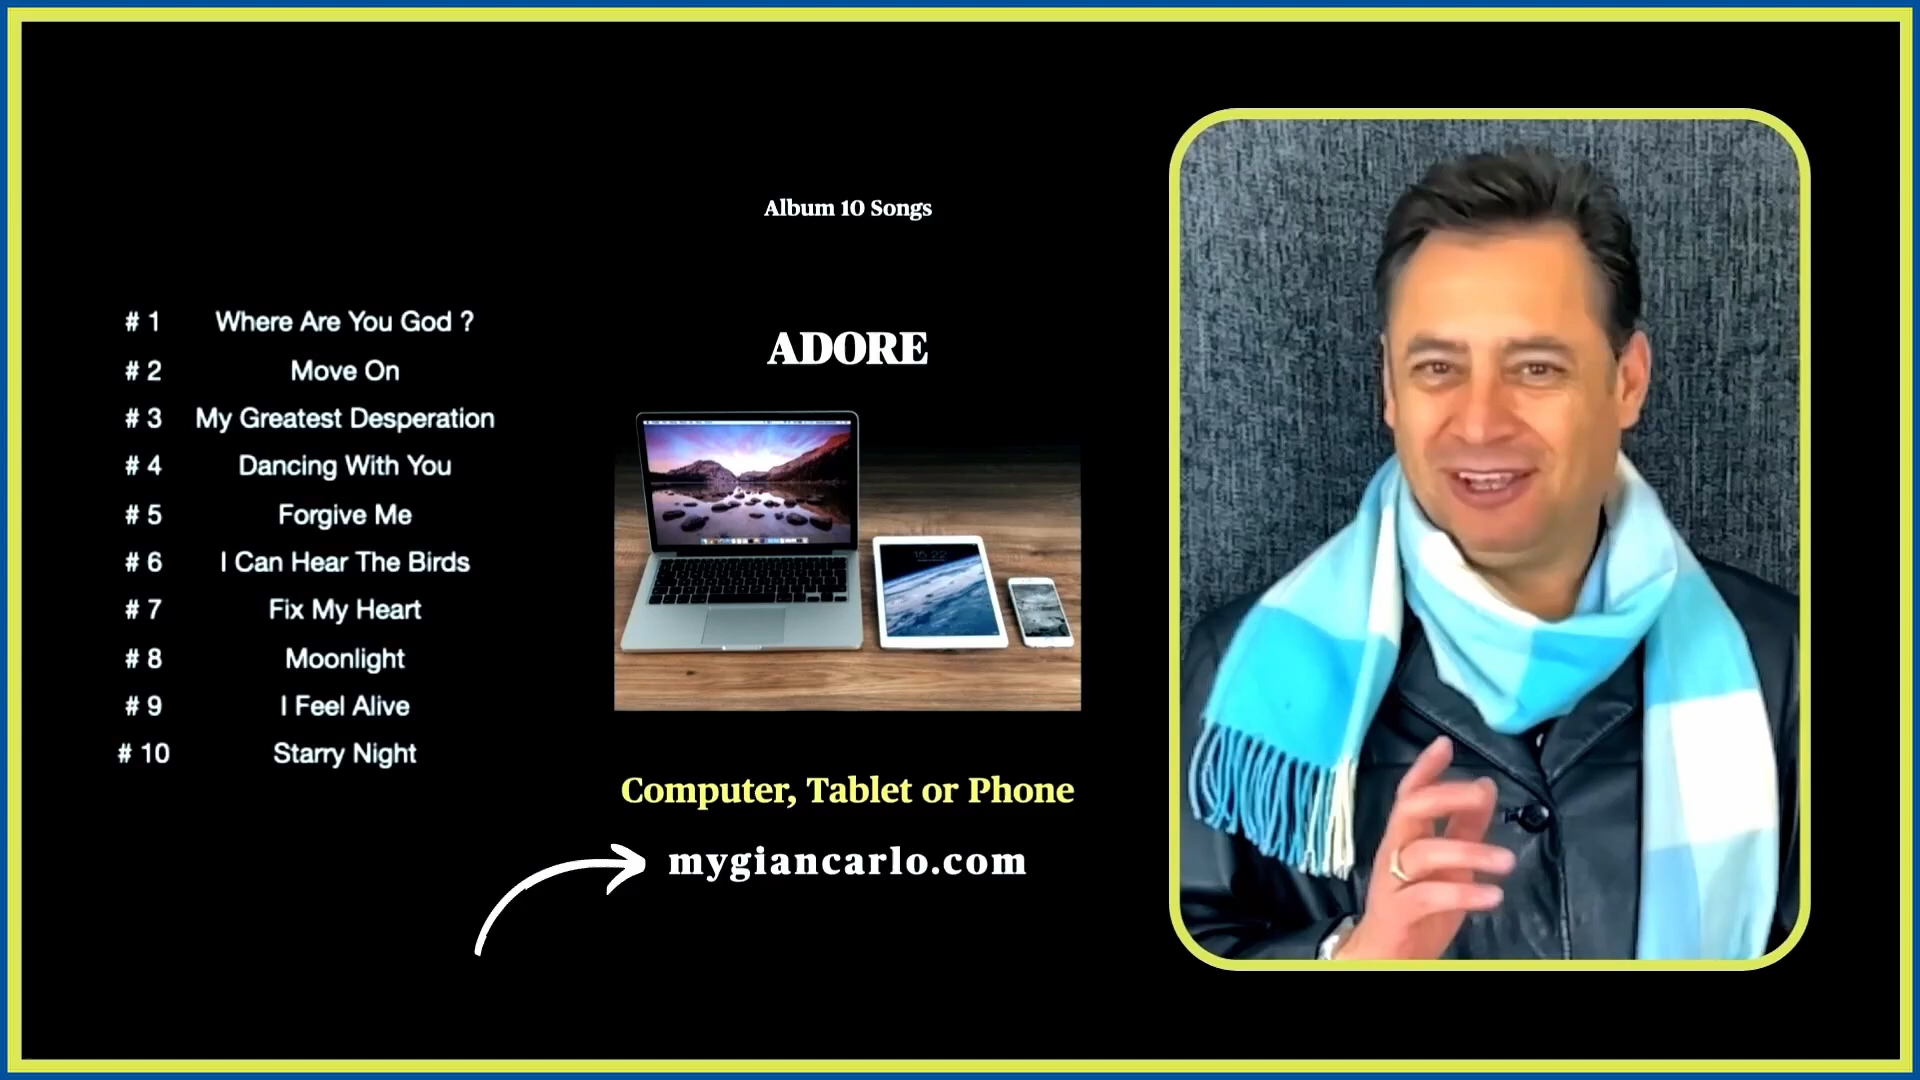 Album 10 Songs
# 1 Where Are You God ?
# 2 Move On
# 3 My Greatest Desperation
# 4 Dancing With You
# 5 Forgive Me
# 6 I Can Hear The Birds
# 7 Fix My Heart
# 8 Moonlight
# 9 I Feel Alive
# 10 Starry Night
ADORE
15 22
Computer, Tablet or Phone
mygiancarlo.com